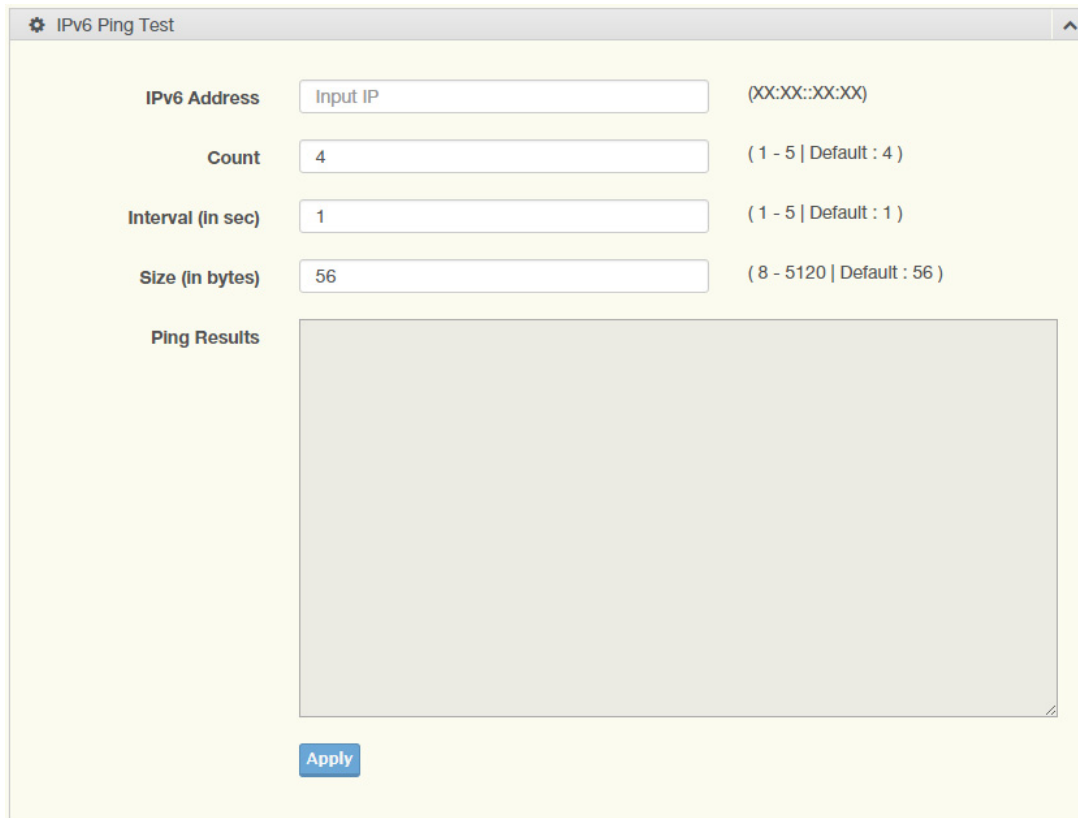 IPv6 Ping Test
IPv6 Address Input IP (XX:XX::XX:XX)
Count 4 ( 1 - 5 | Default : 4 )
Interval (in sec) 1 ( 1 - 5 | Default : 1 )
Size (in bytes) 56 ( 8 - 5120 | Default : 56 )
Ping Results
Apply